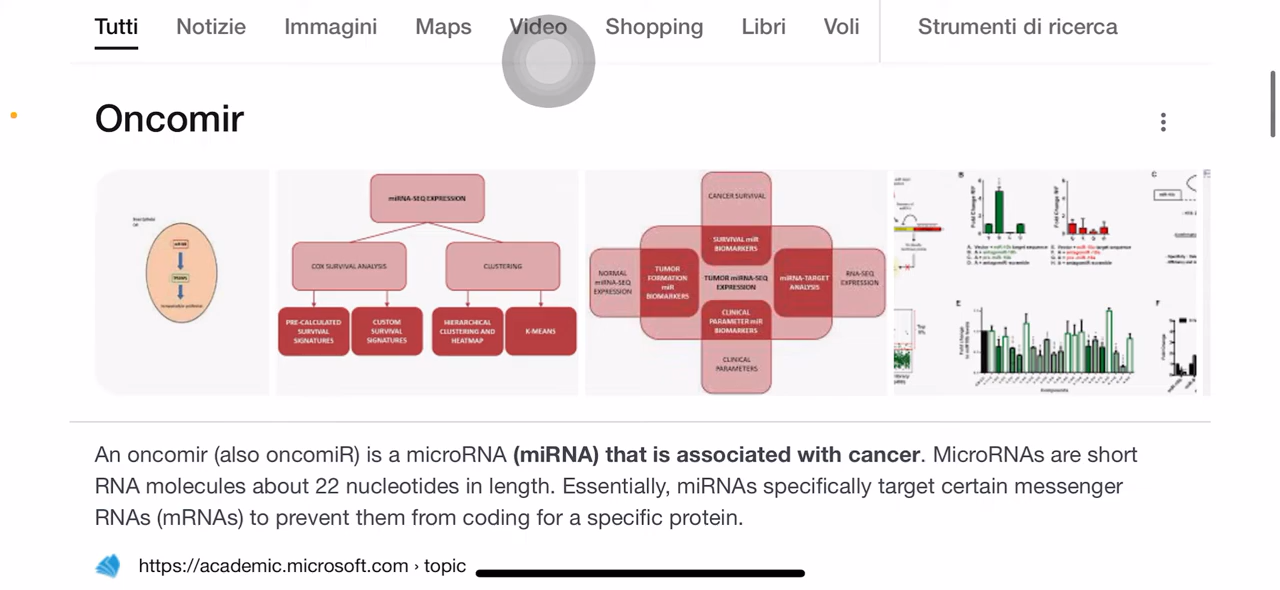 Tutti Notizie Immagini Maps Video Shopping Libri Voli Strumenti di ricerca
Oncomir
miRNA-SEQ EXPRESSION
COX SURVIVAL ANALYSIS
CLUSTERING
PRE-CALCULATED
SURVIVAL
SIGNATURES
CUSTOM
SURVIVAL
SIGNATURES
HIERARCHICAL
CLUSTERING AND
HEATMAP
K-MEANS
CANCER SURVIVAL
SURVIVAL miR
BIOMARKERS
NORMAL
miRNA-SEQ
EXPRESSION
TUMOR
FORMATION
miR
BIOMARKERS
TUMOR miRNA-SEQ
EXPRESSION
miRNA-TARGET
ANALYSIS
RNA-SEQ
EXPRESSION
CLINICAL
PARAMETER miR
BIOMARKERS
CLINICAL
PARAMETERS
B
C
E
F
An oncomir (also oncomiR) is a microRNA (miRNA) that is associated with cancer. MicroRNAs are short
RNA molecules about 22 nucleotides in length. Essentially, miRNAs specifically target certain messenger
RNAs (mRNAs) to prevent them from coding for a specific protein.
https://academic.microsoft.com › topic